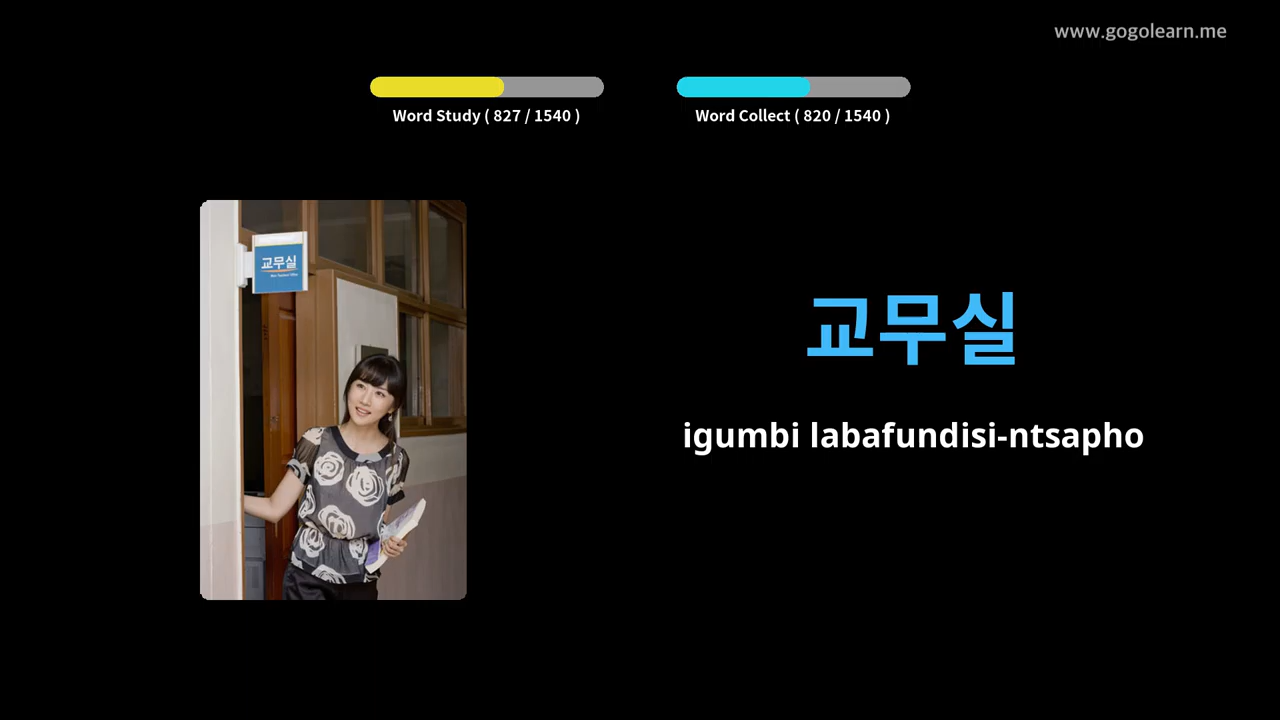 www.gogolearn.me
Word Study ( 827 / 1540 )
Word Collect ( 820 / 1540 )
교무실
교무실
igumbi labafundisi-ntsapho